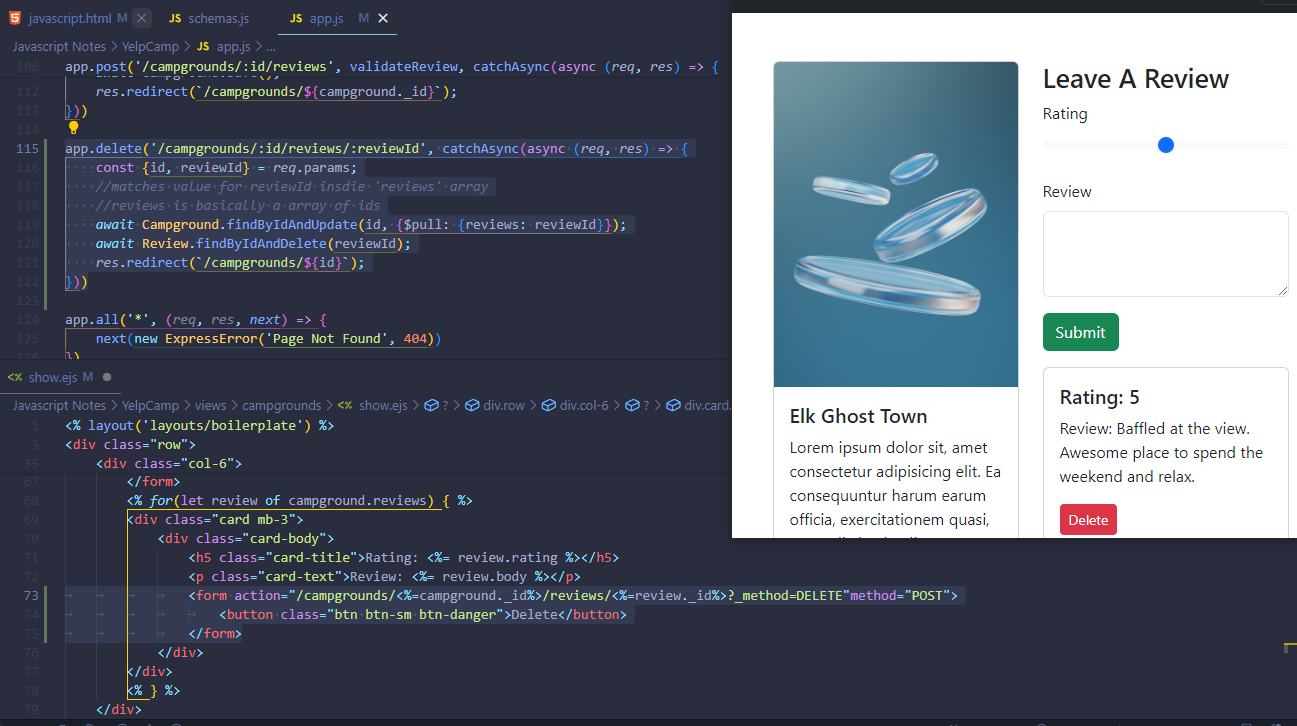 javascript.html M
JS schemas.js
JS app.js M
Javascript Notes > YelpCamp > JS app.js > ...
106 app.post('/campgrounds/:id/reviews', validateReview, catchAsync(async (req, res) => {
112 res.redirect(`/campgrounds/${campground._id}`);
113 }))
114
115 app.delete('/campgrounds/:id/reviews/:reviewId', catchAsync(async (req, res) => {
116 const {id, reviewId} = req.params;
117 //matches value for reviewId insdie 'reviews' array
118 //reviews is basically a array of ids
119 await Campground.findByIdAndUpdate(id, {$pull: {reviews: reviewId}});
120 await Review.findByIdAndDelete(reviewId);
121 res.redirect(`/campgrounds/${id}`);
122 }))
123
124 app.all('*', (req, res, next) => {
125 next(new ExpressError('Page Not Found', 404))
126 })
<% show.ejs M
Javascript Notes > YelpCamp > views > campgrounds > <% show.ejs > ? > div.row > div.col-6 > ? > div.card.
1 <% layout('layouts/boilerplate') %>
3 <div class="row">
35 <div class="col-6">
67 </form>
68 <% for(let review of campground.reviews) { %>
69 <div class="card mb-3">
70 <div class="card-body">
71 <h5 class="card-title">Rating: <%= review.rating %></h5>
72 <p class="card-text">Review: <%= review.body %></p>
73 <form action="/campgrounds/<%=campground._id%>/reviews/<%=review._id%>?_method=DELETE"method="POST">
74 <button class="btn btn-sm btn-danger">Delete</button>
75 </form>
76 </div>
77 </div>
78 <% } %>
79 </div>
Elk Ghost Town
Lorem ipsum dolor sit, amet
consectetur adipisicing elit. Ea
consequuntur harum earum
officia, exercitationem quasi,
Leave A Review
Rating
Review
Submit
Rating: 5
Review: Baffled at the view.
Awesome place to spend the
weekend and relax.
Delete